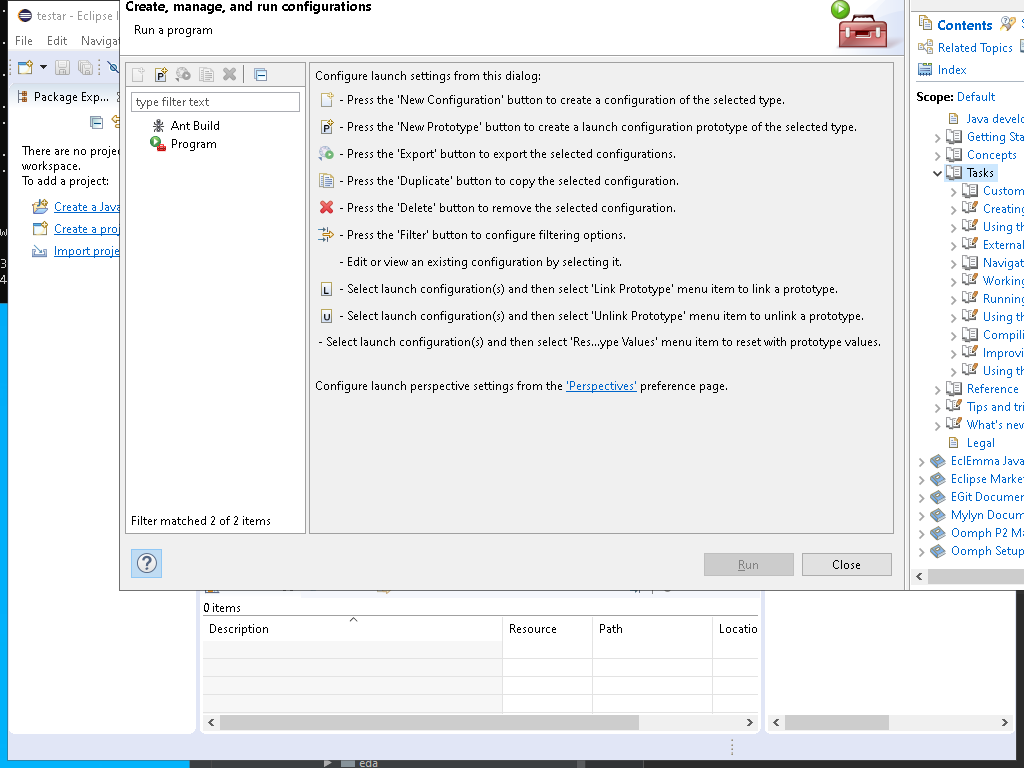 Create, manage, and run configurations
Run a program
testar - Eclipse
File Edit
Package Exp...
There are no
workspace.
To add a project:
Create a
Create a
Import
type filter text
Ant Build
Program
Filter matched 2 of 2 items
Configure launch settings from this dialog:
- Press the 'New Configuration' button to create a configuration of the selected type.
- Press the 'New Prototype' button to create a launch configuration prototype of the selected type.
- Press the 'Export' button to export the selected configurations.
- Press the 'Duplicate' button to copy the selected configuration.
- Press the 'Delete' button to remove the selected configuration.
- Press the 'Filter' button to configure filtering options.
- Edit or view an existing configuration by selecting it.
L - Select launch configuration(s) and then select 'Link Prototype' menu item to link a prototype.
U - Select launch configuration(s) and then select 'Unlink Prototype' menu item to unlink a prototype.
- Select launch configuration(s) and then select 'Res...ype Values' menu item to reset with prototype values.
Configure launch perspective settings from the 'Perspectives' preference page.
Run
Close
Contents
Related Topics
Index
Scope: Default
Java develo
Getting Sta
Concepts
Tasks
Custom
Creating
Using th
External
Navigat
Working
Running
Using th
Compili
Improvi
Using th
Reference
Tips and tri
What's new
Legal
EclEmma Java
Eclipse Marke
EGit Documen
Mylyn Docum
Oomph P2 Ma
Oomph Setup
0 items
Description Resource Path Locatio
eda